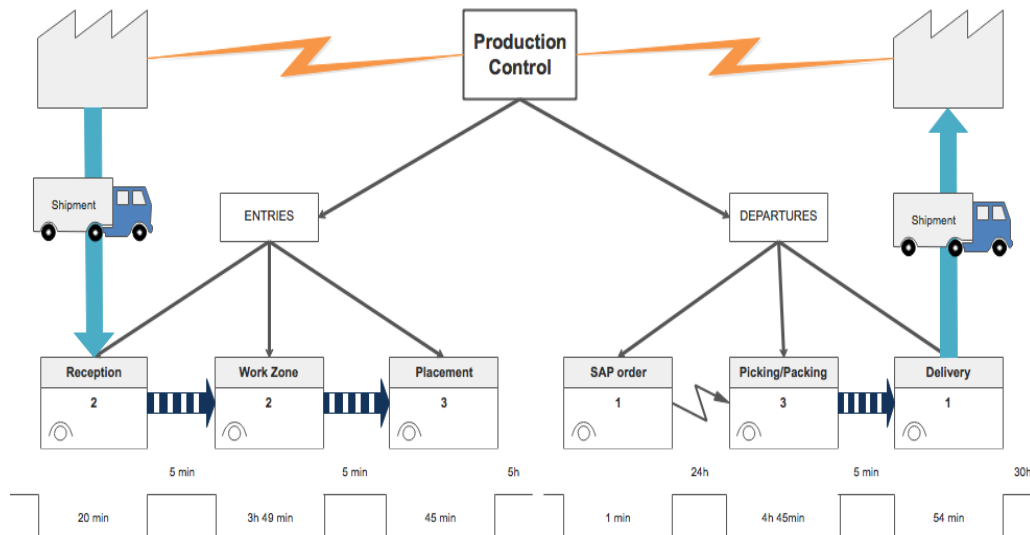 Production
Control
Shipment
Shipment
ENTRIES
DEPARTURES
Reception
Work Zone
Placement
SAP order
Picking/Packing
Delivery
2
2
3
1
3
1
5 min
5 min
5h
24h
5 min
30h
20 min
3h 49 min
45 min
1 min
4h 45min
54 min